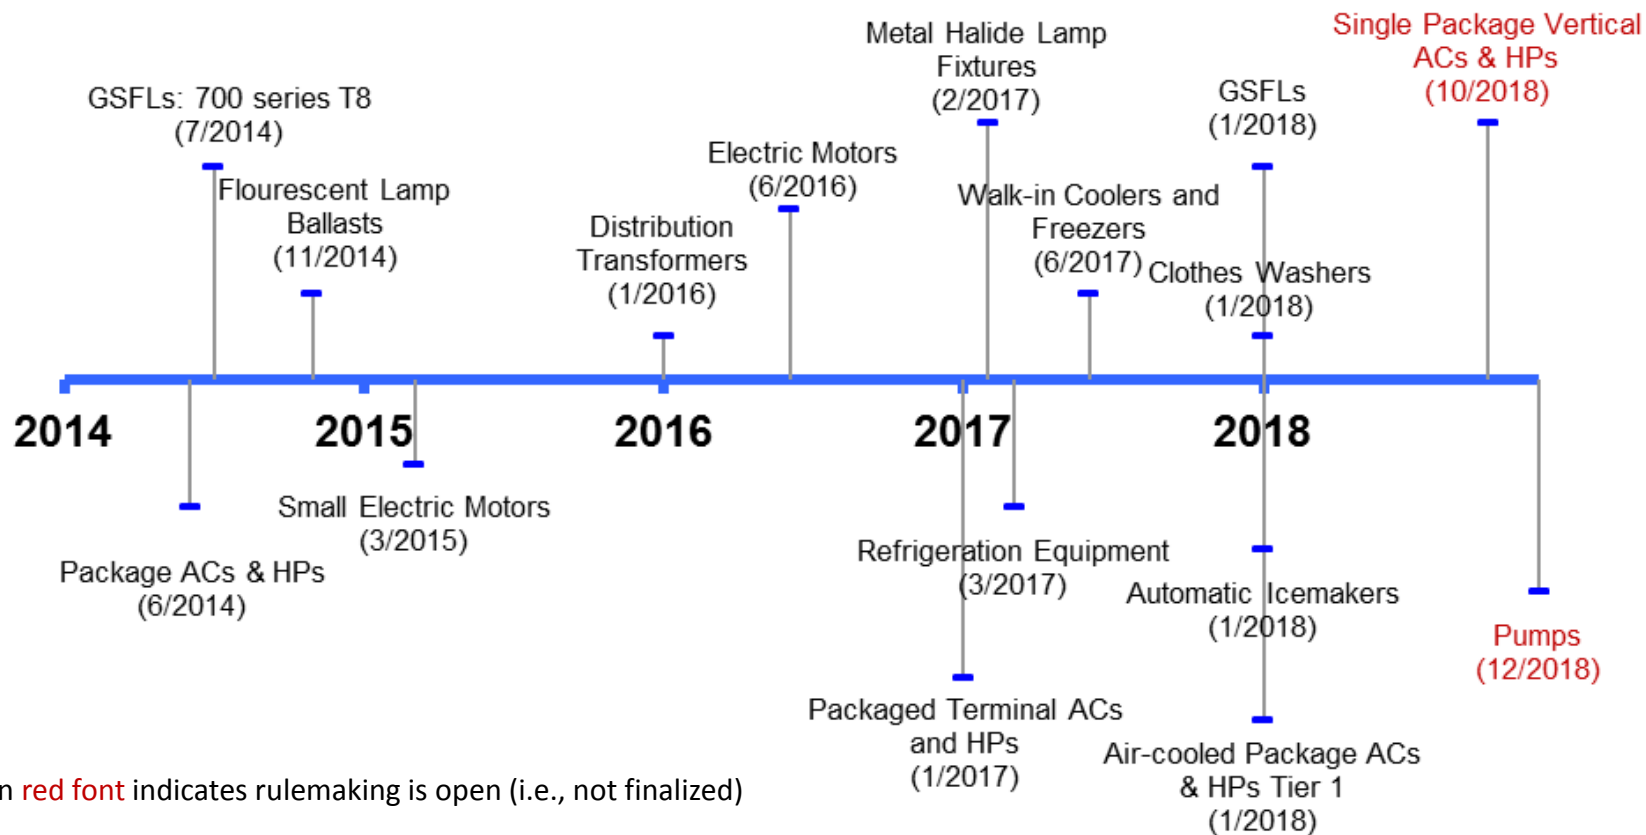 GSFLs: 700 series T8
(7/2014)
Flourescent Lamp
Ballasts
(11/2014)
Distribution
Transformers
(1/2016)
Electric Motors
(6/2016)
Metal Halide Lamp
Fixtures
(2/2017)
Walk-in Coolers and
Freezers
(6/2017)
GSFLs
(1/2018)
Clothes Washers
(1/2018)
Single Package Vertical
ACs & HPs
(10/2018)
2014
2015
2016
2017
2018
Package ACs & HPs
(6/2014)
Small Electric Motors
(3/2015)
Refrigeration Equipment
(3/2017)
Packaged Terminal ACs
and HPs
(1/2017)
Automatic Icemakers
(1/2018)
Air-cooled Package ACs
& HPs Tier 1
(1/2018)
Pumps
(12/2018)
n red font indicates rulemaking is open (i.e., not finalized)